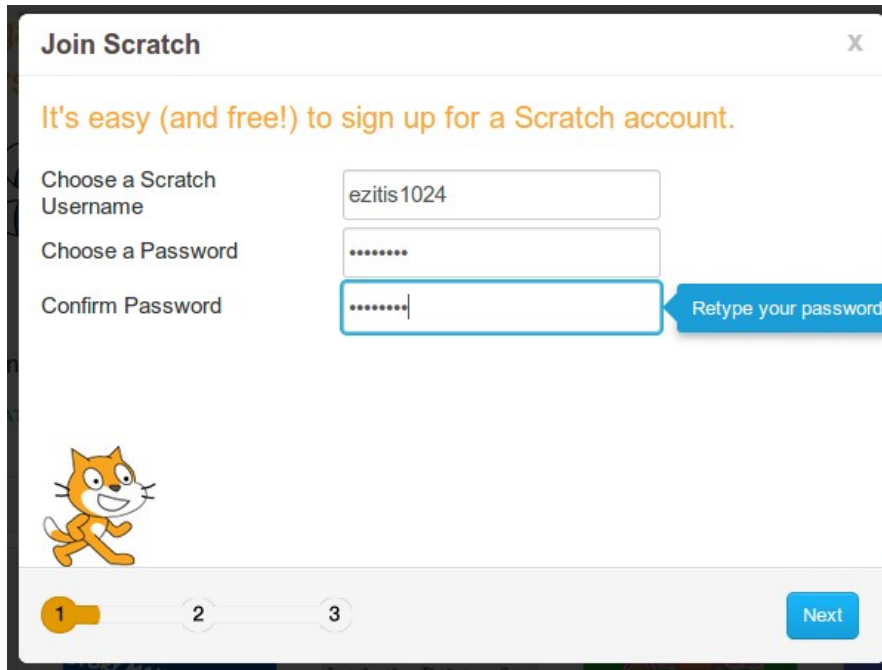 Join Scratch
X
It's easy (and free!) to sign up for a Scratch account.
Choose a Scratch
Username
ezitis1024
Choose a Password
••••••••
Confirm Password
••••••••
Retype your password
1
2
3
Next